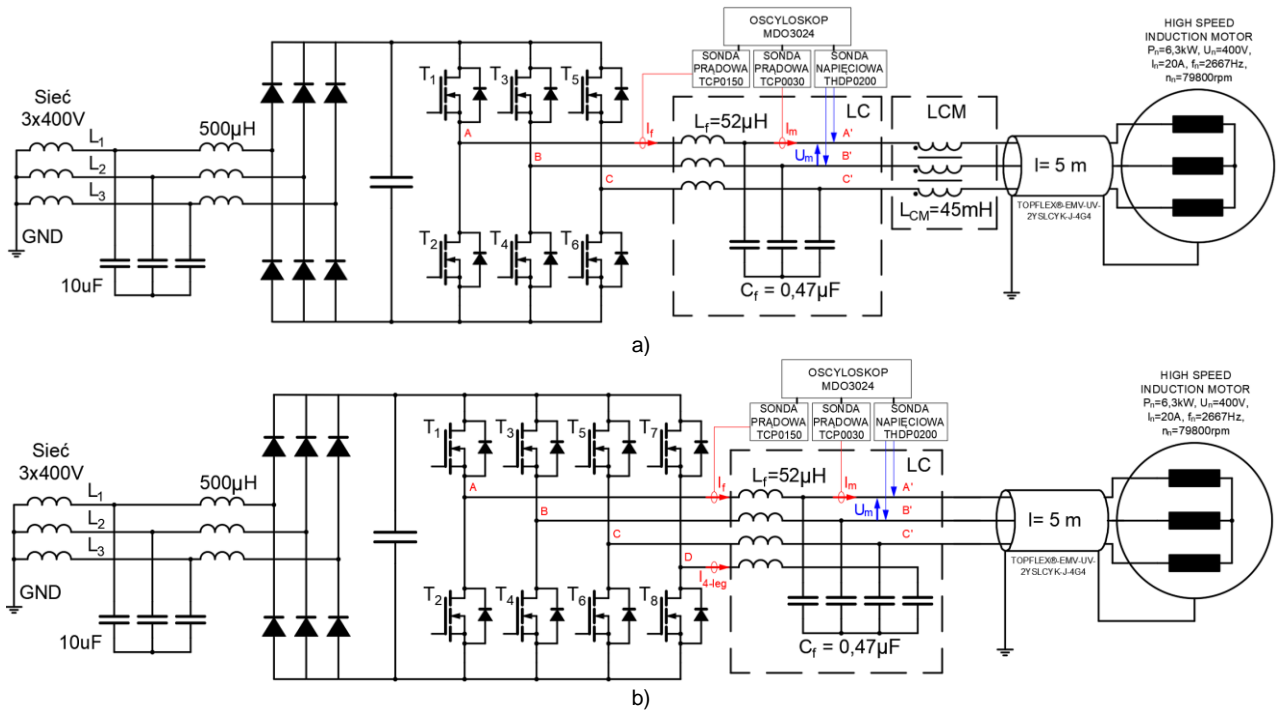 OSCYLOSKOP
MDO3024
SONDA
PRĄDOWA
TCP0150
SONDA
PRĄDOWA
TCP0030
SONDA
NAPIĘCIOWA
THDP0200
HIGH SPEED
INDUCTION MOTOR
Pn=6,3kW, Un=400V,
In=20A, fn=2667Hz,
nn=79800rpm
Sieć
3x400V
L1
L2
L3
GND
500µH
10uF
T1
T3
T5
T2
T4
T6
A
B
C
If
Lf=52µH
LC
Im
Um
A'
B'
C'
Cf = 0,47µF
LCM
LCM=45mH
l= 5 m
TOPFLEX®-EMV-UV-
2YSLCYK-J-4G4
a)
OSCYLOSKOP
MDO3024
SONDA
PRĄDOWA
TCP0150
SONDA
PRĄDOWA
TCP0030
SONDA
NAPIĘCIOWA
THDP0200
HIGH SPEED
INDUCTION MOTOR
Pn=6,3kW, Un=400V,
In=20A, fn=2667Hz,
nn=79800rpm
Sieć
3x400V
L1
L2
L3
GND
500µH
10uF
T1
T3
T5
T7
T2
T4
T6
T8
A
B
C
D
If
Lf=52µH
LC
Im
Um
A'
B'
C'
I4-leg
Cf = 0,47µF
l= 5 m
TOPFLEX®-EMV-UV-
2YSLCYK-J-4G4
b)